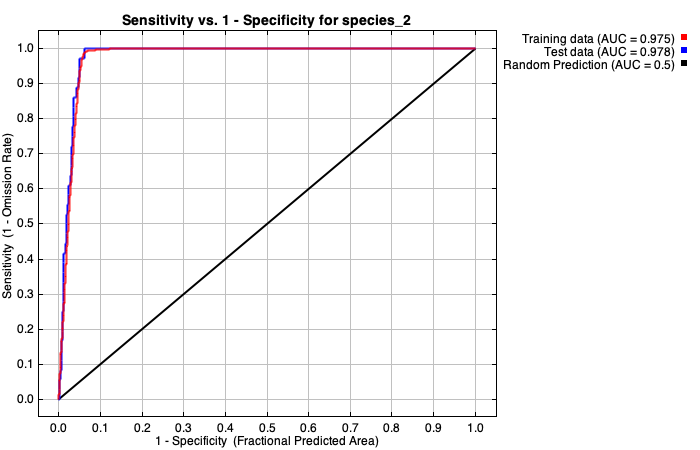 Sensitivity vs. 1 - Specificity for species_2
Training data (AUC = 0.975)
Test data (AUC = 0.978)
Random Prediction (AUC = 0.5)
Sensitivity (1 - Omission Rate)
1.0
0.9
0.8
0.7
0.6
0.5
0.4
0.3
0.2
0.1
0.0
0.0 0.1 0.2 0.3 0.4 0.5 0.6 0.7 0.8 0.9 1.0
1 - Specificity (Fractional Predicted Area)